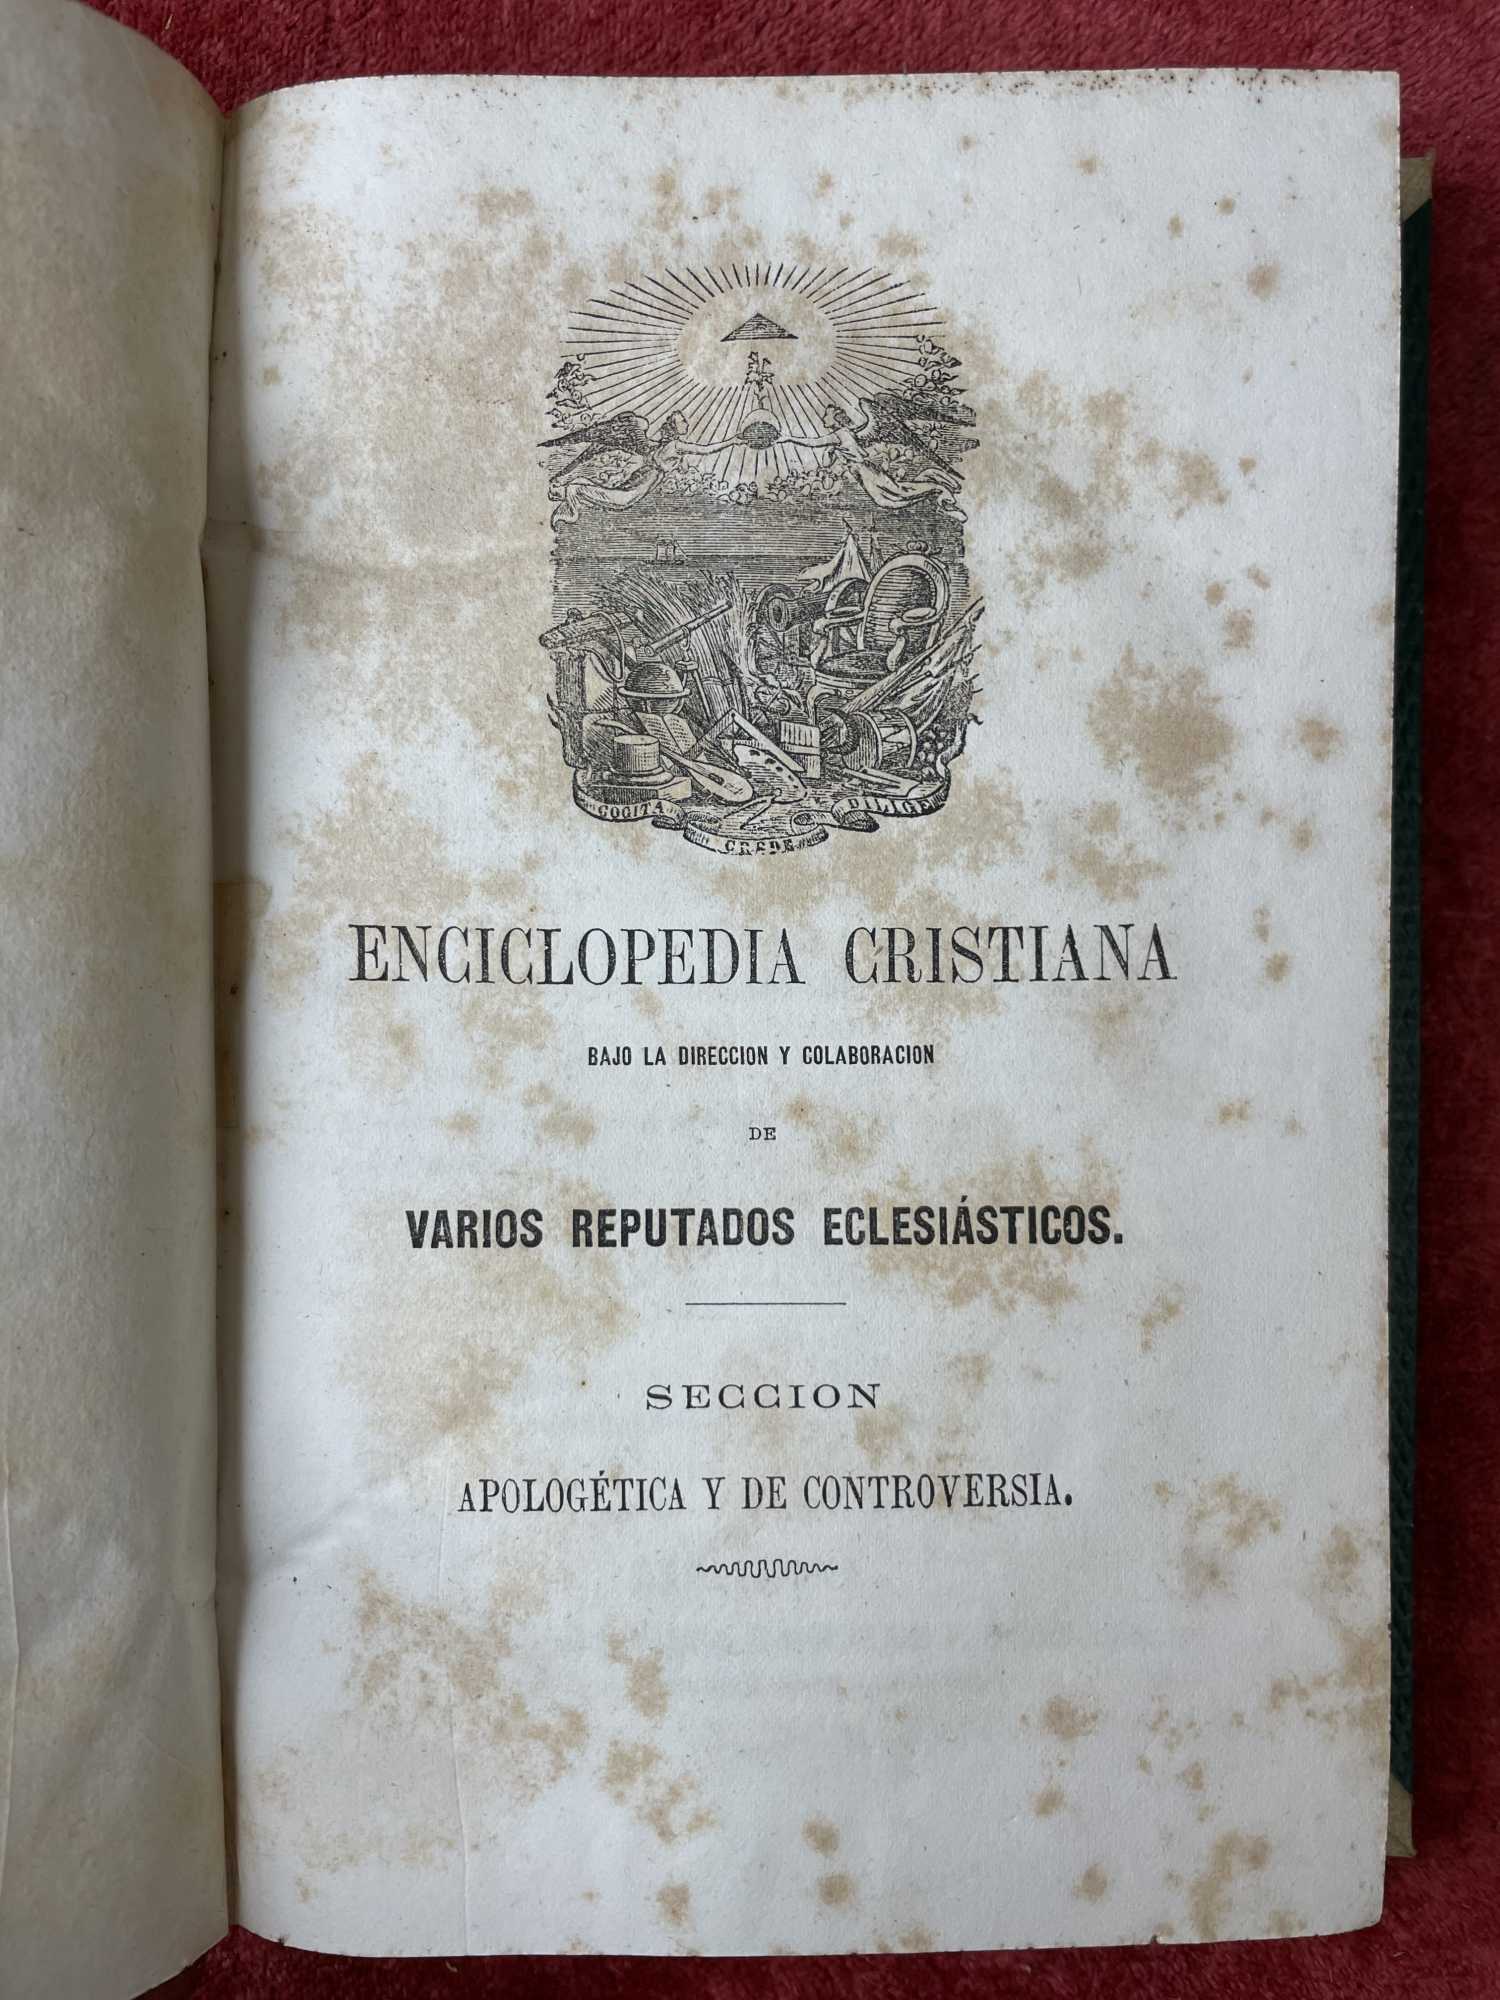 COGITA
CREDE
DILIGE
ENCICLOPEDIA CRISTIANA
BAJO LA DIRECCION Y COLABORACION
DE
VARIOS REPUTADOS ECLESIÁSTICOS.
SECCION
APOLOGÉTICA Y DE CONTROVERSIA.